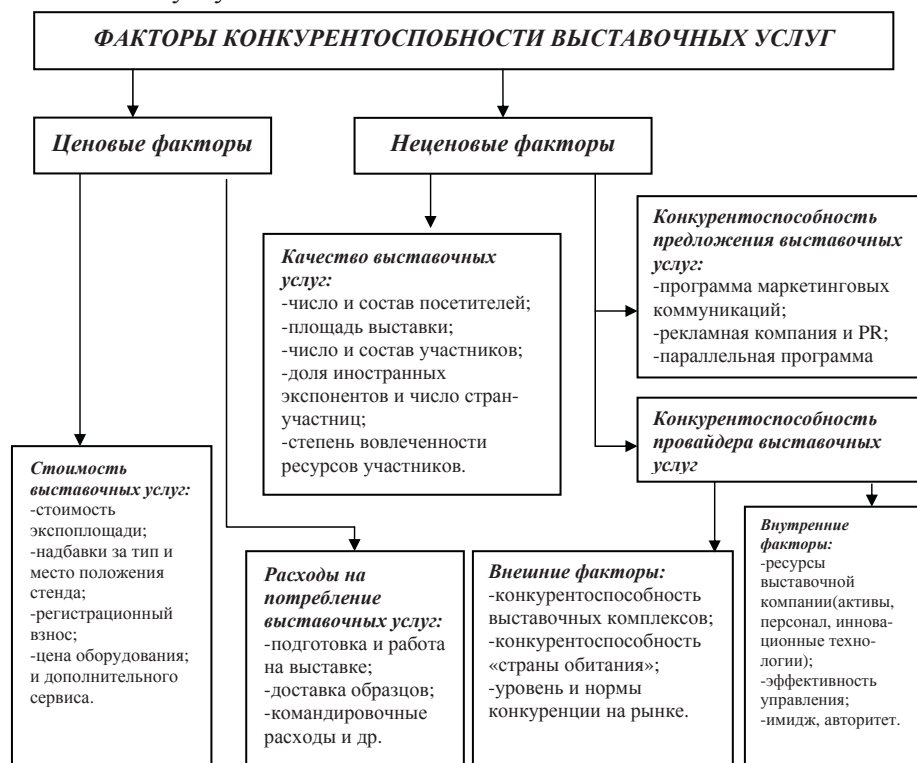 ФАКТОРЫ КОНКУРЕНТОСПОБНОСТИ ВЫСТАВОЧНЫХ УСЛУГ
Ценовые факторы
Неценовые факторы
Качество выставочных
услуг:
-число и состав посетителей;
-площадь выставки;
-число и состав участников;
-доля иностранных
экспонентов и число стран-
участниц;
-степень вовлеченности
ресурсов участников.
Конкурентоспособность
предложения выставочных
услуг:
-программа маркетинговых
коммуникаций;
-рекламная компания и PR;
-параллельная программа
Конкурентоспособность
провайдера выставочных
услуг
Стоимость
выставочных услуг:
-стоимость
экспоплощади;
-надбавки за тип и
место положения
стенда;
-регистрационный
взнос;
-цена оборудования;
и дополнительного
сервиса.
Расходы на
потребление
выставочных услуг:
-подготовка и работа
на выставке;
-доставка образцов;
-командировочные
расходы и др.
Внешние факторы:
-конкурентоспособность
выставочных комплексов;
-конкурентоспособность
«страны обитания»;
-уровень и нормы
конкуренции на рынке.
Внутренние
факторы:
-ресурсы
выставочной
компании(активы,
персонал, иннова-
ционные техно-
логии);
-эффективность
управления;
-имидж, авторитет.